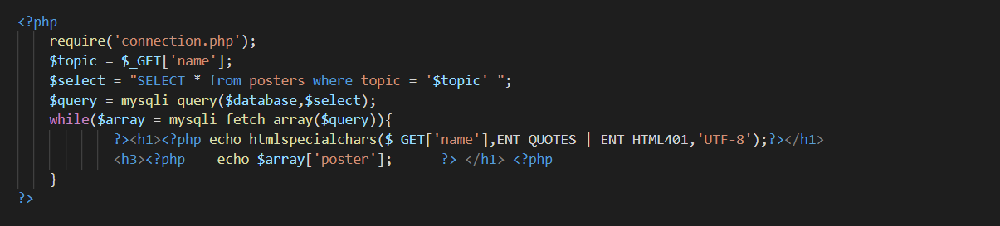 <?php
require('connection.php');
$topic = $_GET['name'];
$select = "SELECT * from posters where topic = '$topic' ";
$query = mysqli_query($database,$select);
while($array = mysqli_fetch_array($query)){
?><h1><?php echo htmlspecialchars($_GET['name'],ENT_QUOTES | ENT_HTML401,'UTF-8');?></h1>
<h3><?php    echo $array['poster'];      ?> </h1> <?php
}
?>